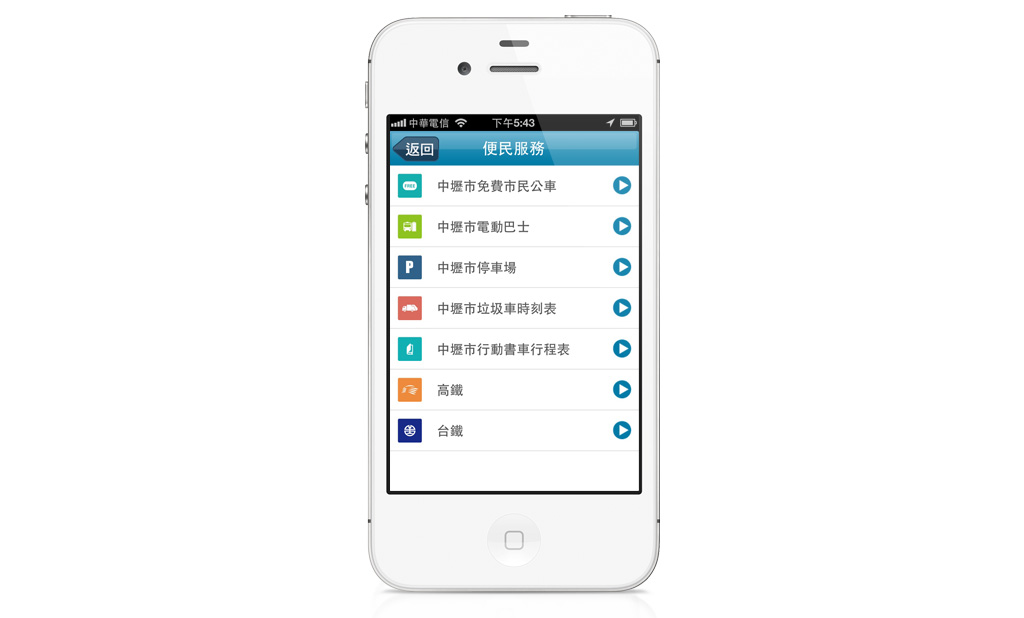 中華電信 下午5:43
返回 便民服務
FREE 中壢市免費市民公車
中壢市電動巴士
P 中壢市停車場
中壢市垃圾車時刻表
中壢市行動書車行程表
高鐵
台鐵